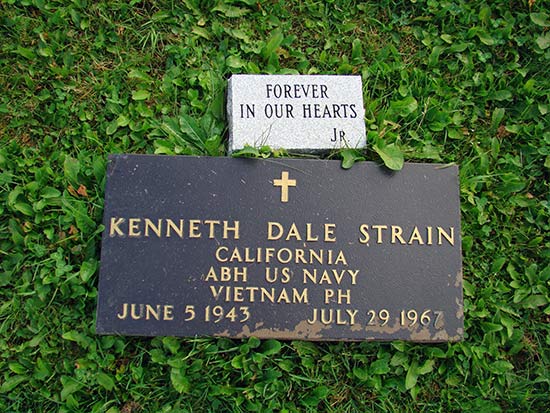 FOREVER
IN OUR HEARTS
JR
KENNETH DALE STRAIN
CALIFORNIA
ABH US NAVY
VIETNAM PH
JUNE 5 1943 JULY 29 1967